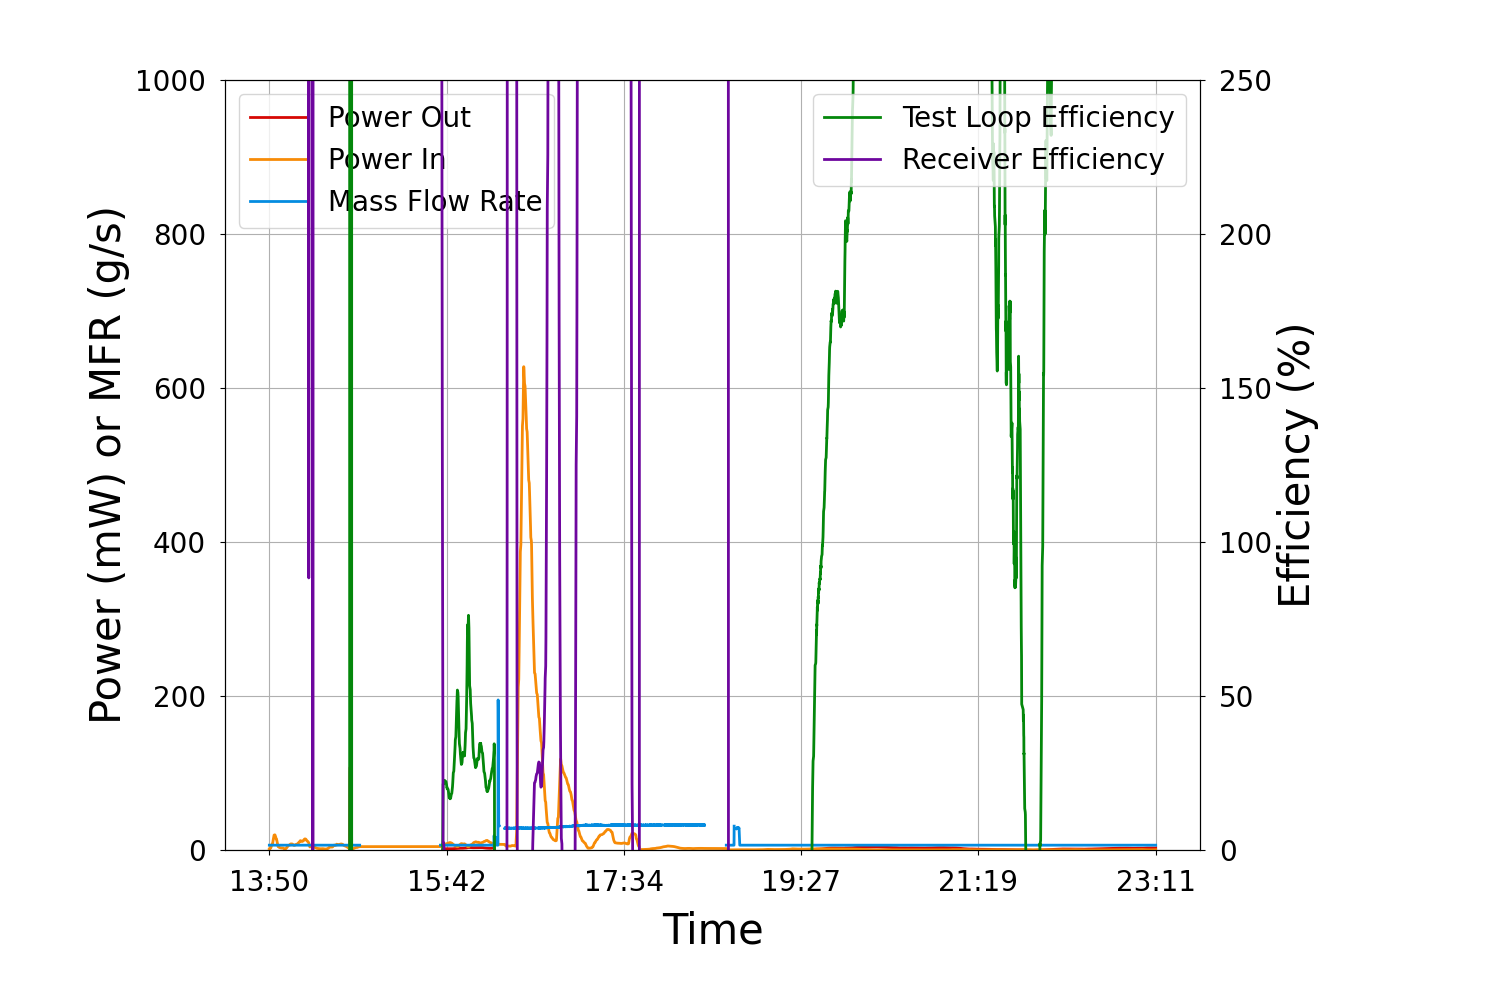 1000
800
600
400
200
0
Power (mW) or MFR (g/s)
Power Out
Power In
Mass Flow Rate
Test Loop Efficiency
Receiver Efficiency
250
200
150
100
50
0
Efficiency (%)
13:50 15:42 17:34 19:27 21:19 23:11
Time